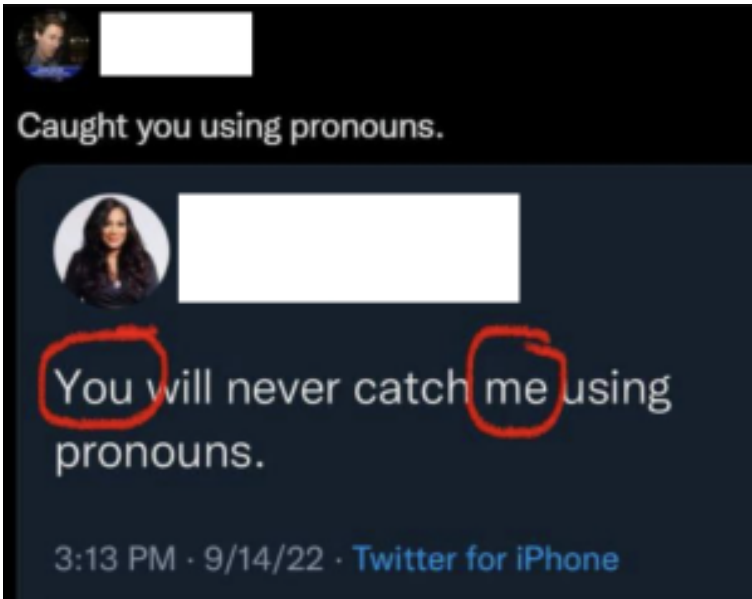 Caught you using pronouns.
You will never catch me using
pronouns.
3:13 PM · 9/14/22 · Twitter for iPhone